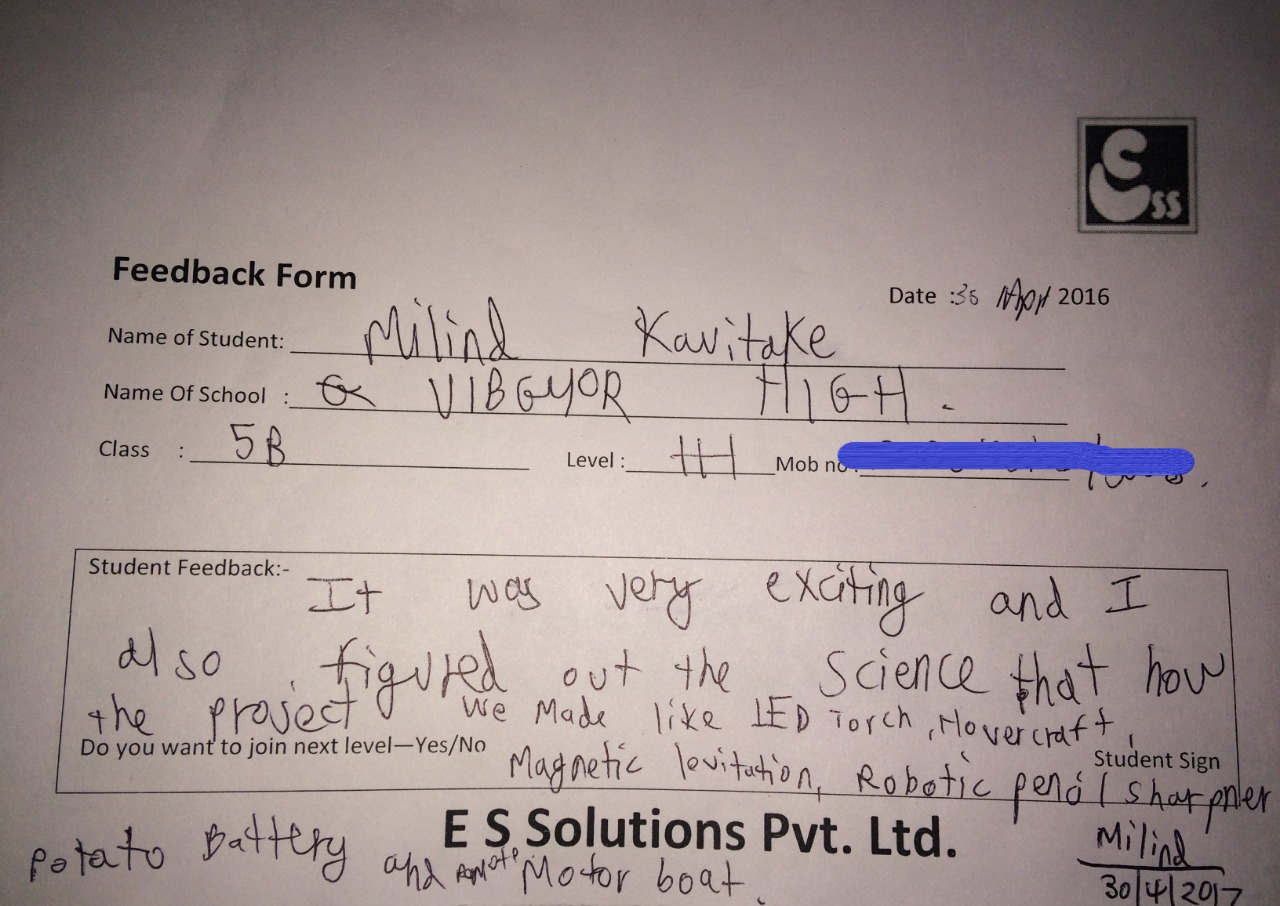 ESS
Feedback Form
Date :30 Apr 2016
Name of Student: Milind Kavitake
Name Of School : VIBGYOR HIGH.
Class : 5B Level : III Mob no
Student Feedback:- It was very exciting and I
also figured out the Science that how
the project we Made like LED Torch, Hovercraft,
Do you want to join next level—Yes/No
Magnetic levitation, Robotic pencil sharpner
Student Sign
E S Solutions Pvt. Ltd.
potato Battery and Motor boat.
Milind
30/4/2017